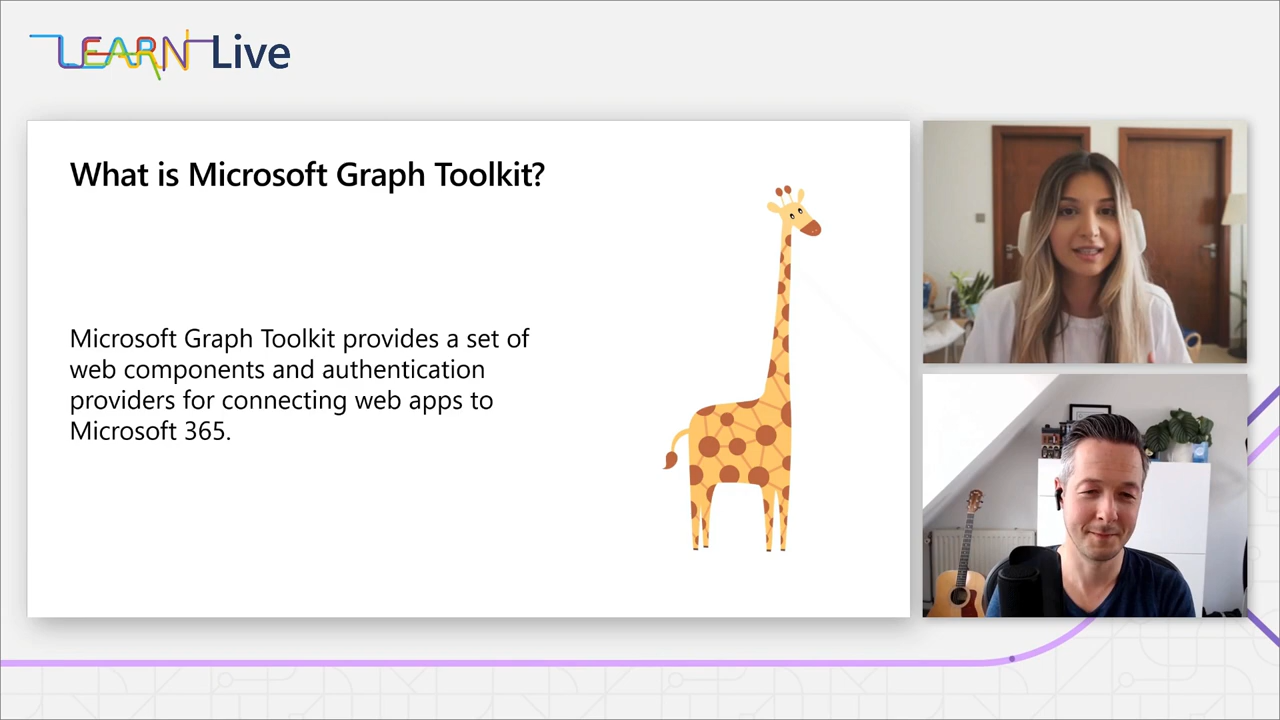 LEARN Live
What is Microsoft Graph Toolkit?
Microsoft Graph Toolkit provides a set of
web components and authentication
providers for connecting web apps to
Microsoft 365.